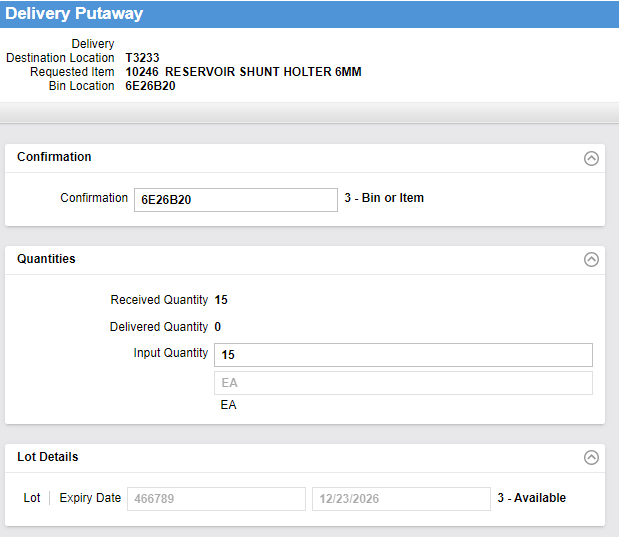 Delivery Putaway
Delivery
Destination Location T3233
Requested Item 10246 RESERVOIR SHUNT HOLTER 6MM
Bin Location 6E26B20
Confirmation
Confirmation 6E26B20 3 - Bin or Item
Quantities
Received Quantity 15
Delivered Quantity 0
Input Quantity 15
EA
EA
Lot Details
Lot Expiry Date 466789 12/23/2026 3 - Available